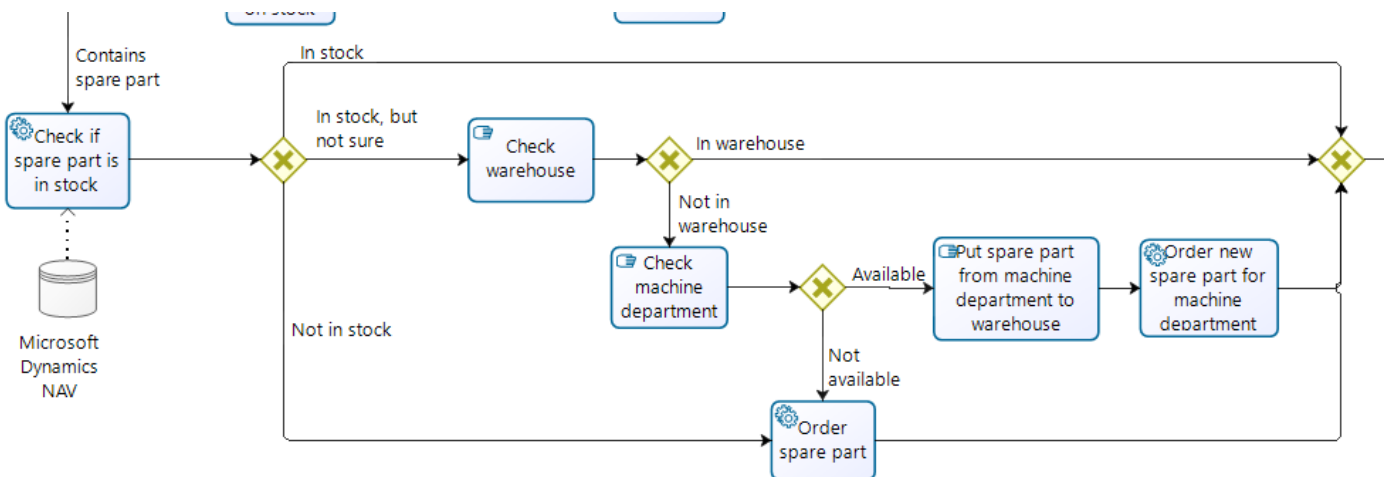 on stock
Contains
spare part
In stock
Check if
spare part is
in stock
In stock, but
not sure
Check
warehouse
In warehouse
Not in
warehouse
Check
machine
department
Available
Put spare part
from machine
department to
warehouse
Order new
spare part for
machine
department
Not in stock
Microsoft
Dynamics
NAV
Not
available
Order
spare part